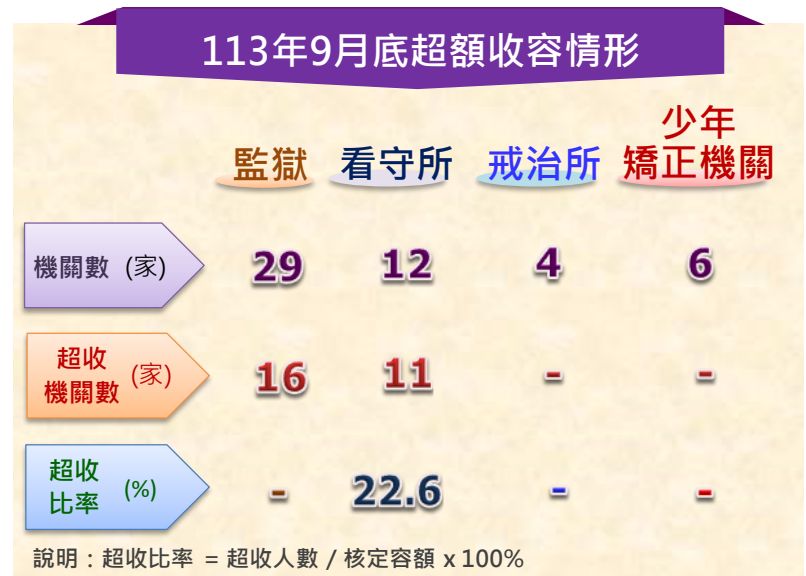 113年9月底超額收容情形
監獄 看守所 戒治所 少年
矯正機關
機關數 (家) 29 12 4 6
超收
機關數 (家) 16 11 - -
超收
比率 (%) - 22.6 - -
說明：超收比率 = 超收人數 / 核定容額 x 100%